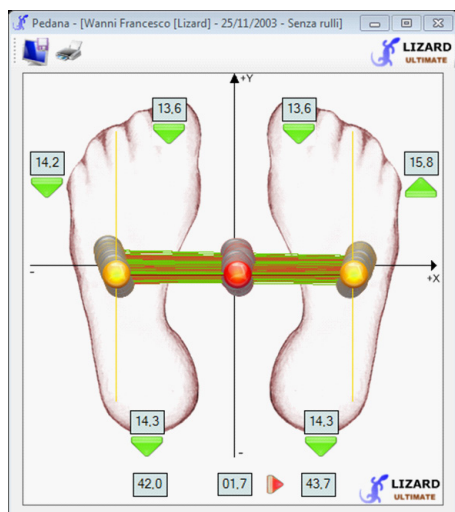 Pedana - [Wanni Francesco [Lizard] - 25/11/2003 - Senza rulli]
LIZARD
ULTIMATE
+Y
13,6
13,6
14,2
15,8
-
+X
14,3
14,3
-
42,0
01,7
43,7
LIZARD
ULTIMATE